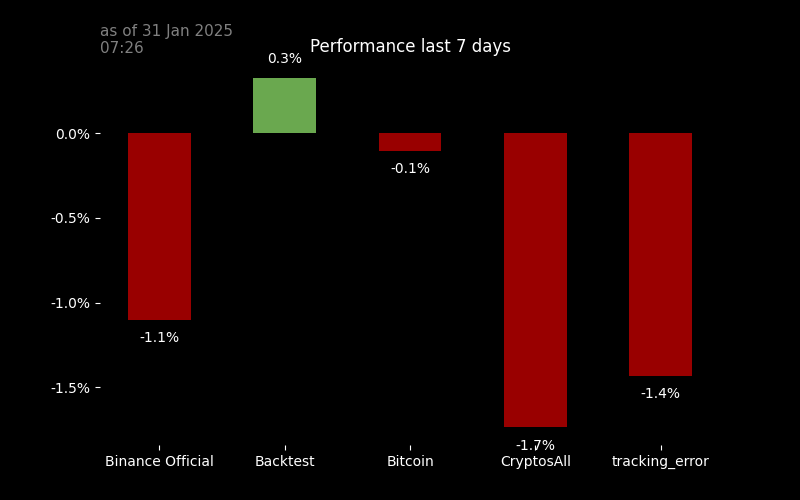 as of 31 Jan 2025
07:26
Performance last 7 days
0.3%
0.0%
-0.1%
-0.5%
-1.0%
-1.1%
-1.5%
-1.4%
-1.7%
Binance Official
Backtest
Bitcoin
CryptosAll
tracking_error